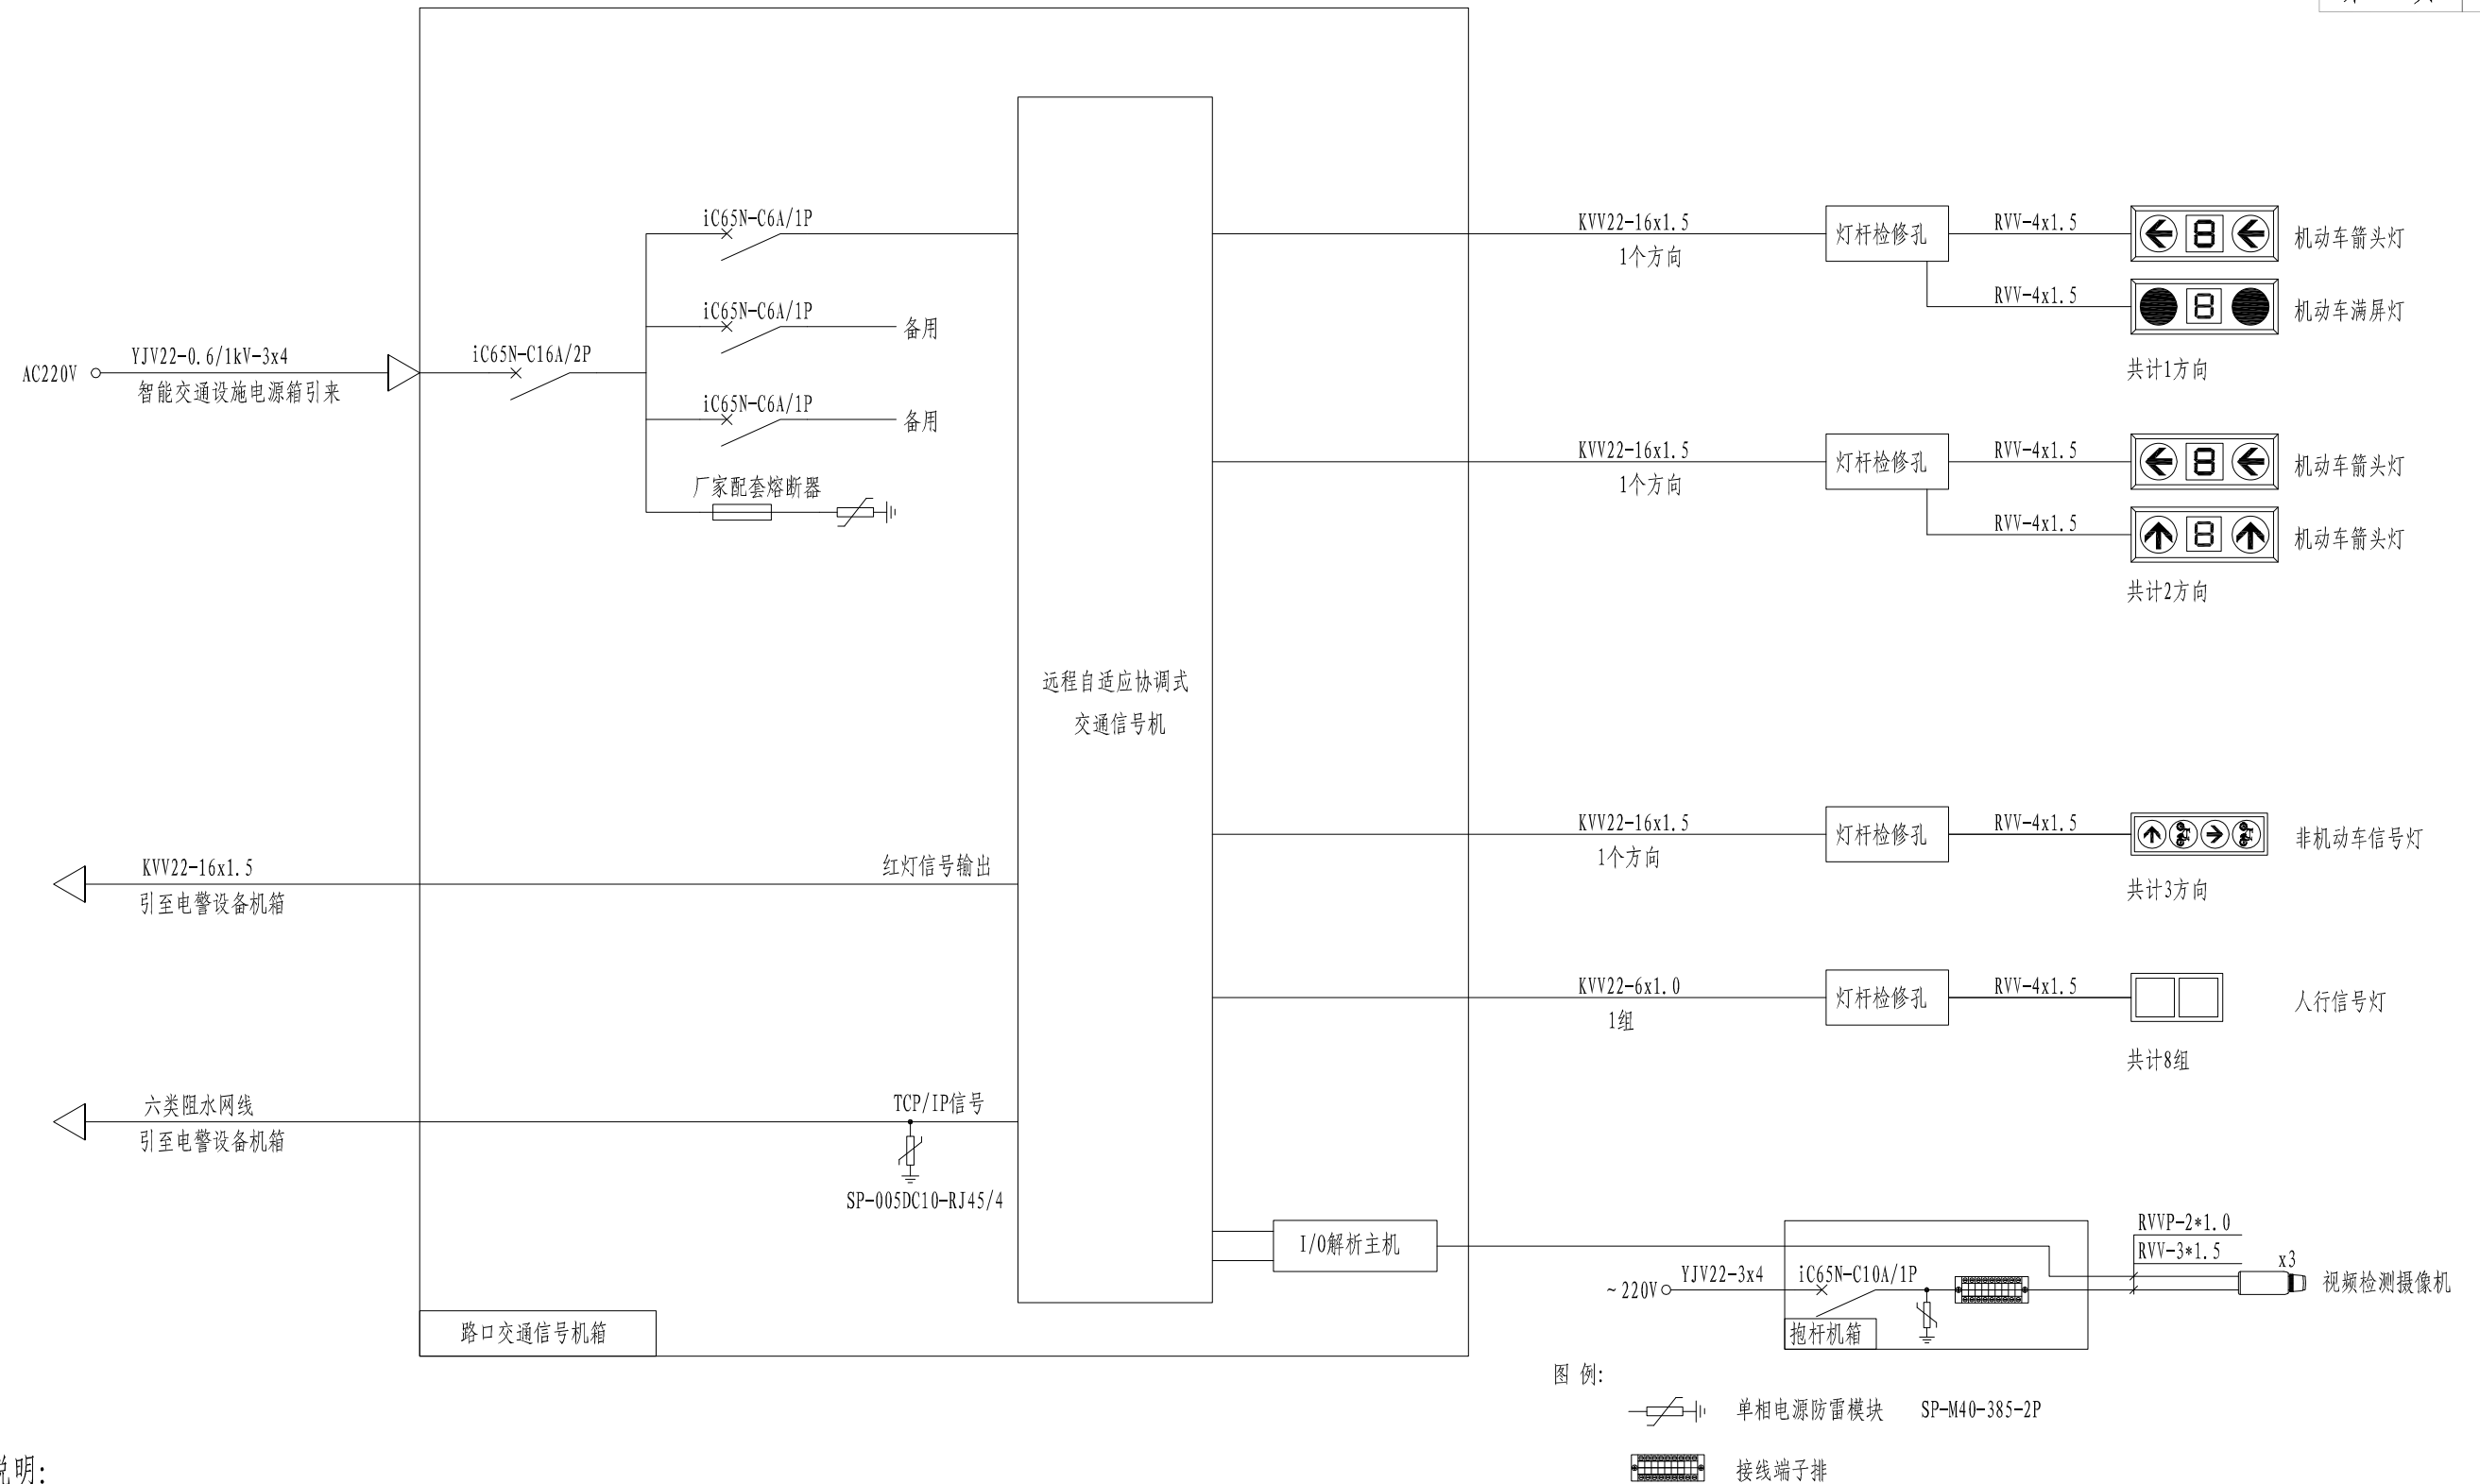 iC65N-C6A/1P
iC65N-C6A/1P
备用
iC65N-C6A/1P
备用
厂家配套熔断器
AC220V
YJV22-0.6/1kV-3x4
智能交通设施电源箱引来
iC65N-C16A/2P
远程自适应协调式
交通信号机
KVV22-16x1.5
1个方向
灯杆检修孔
RVV-4x1.5
机动车箭头灯
RVV-4x1.5
机动车满屏灯
共计1方向
KVV22-16x1.5
1个方向
灯杆检修孔
RVV-4x1.5
机动车箭头灯
RVV-4x1.5
机动车箭头灯
共计2方向
KVV22-16x1.5
1个方向
灯杆检修孔
RVV-4x1.5
非机动车信号灯
共计3方向
KVV22-16x1.5
引至电警设备机箱
红灯信号输出
KVV22-6x1.0
1组
灯杆检修孔
RVV-4x1.5
人行信号灯
共计8组
六类阻水网线
引至电警设备机箱
TCP/IP信号
SP-005DC10-RJ45/4
I/O解析主机
~220V
YJV22-3x4
iC65N-C10A/1P
抱杆机箱
RVVP-2*1.0
RVV-3*1.5
x3
视频检测摄像机
路口交通信号机箱
图 例:
单相电源防雷模块 SP-M40-385-2P
接线端子排
说明: